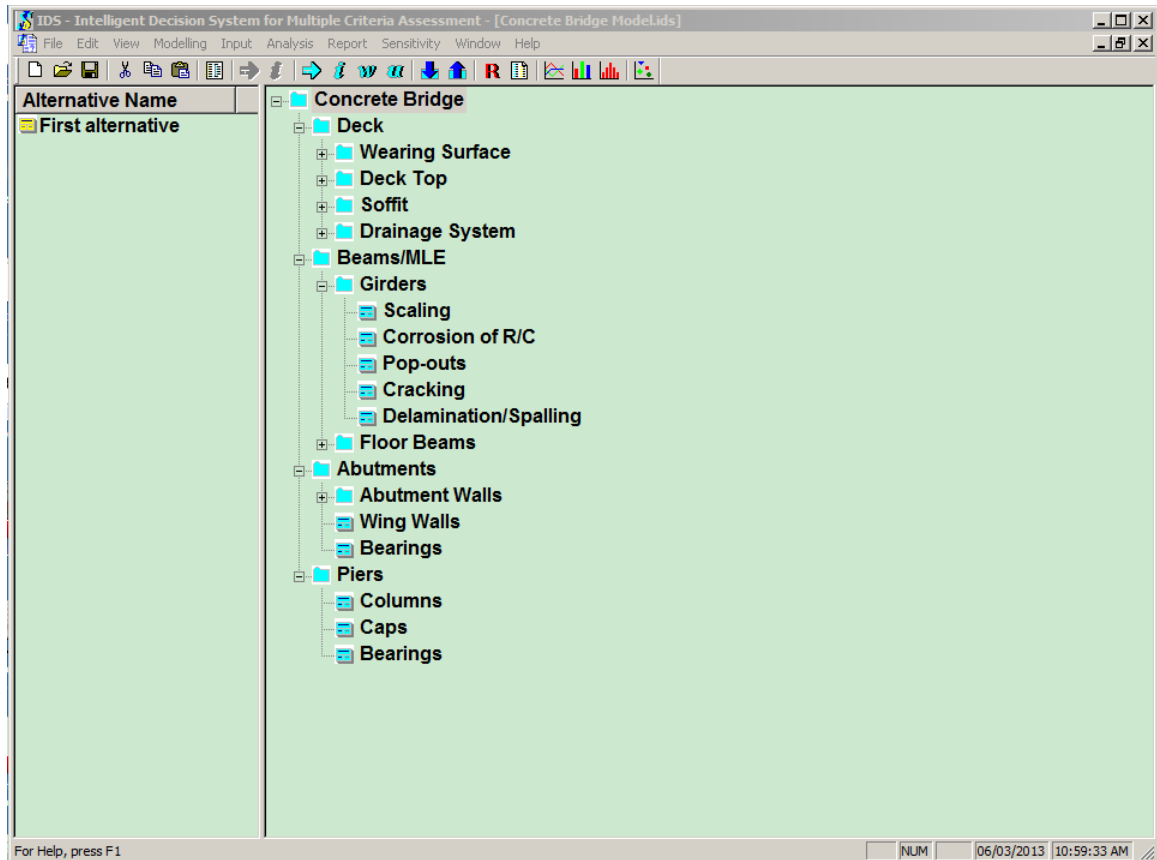 IDS - Intelligent Decision System for Multiple Criteria Assessment - [Concrete Bridge Model.ids]
File Edit View Modelling Input Analysis Report Sensitivity Window Help
i i w u R
Alternative Name
First alternative
Concrete Bridge
Deck
Wearing Surface
Deck Top
Soffit
Drainage System
Beams/MLE
Girders
Scaling
Corrosion of R/C
Pop-outs
Cracking
Delamination/Spalling
Floor Beams
Abutments
Abutment Walls
Wing Walls
Bearings
Piers
Columns
Caps
Bearings
For Help, press F1 NUM 06/03/2013 10:59:33 AM